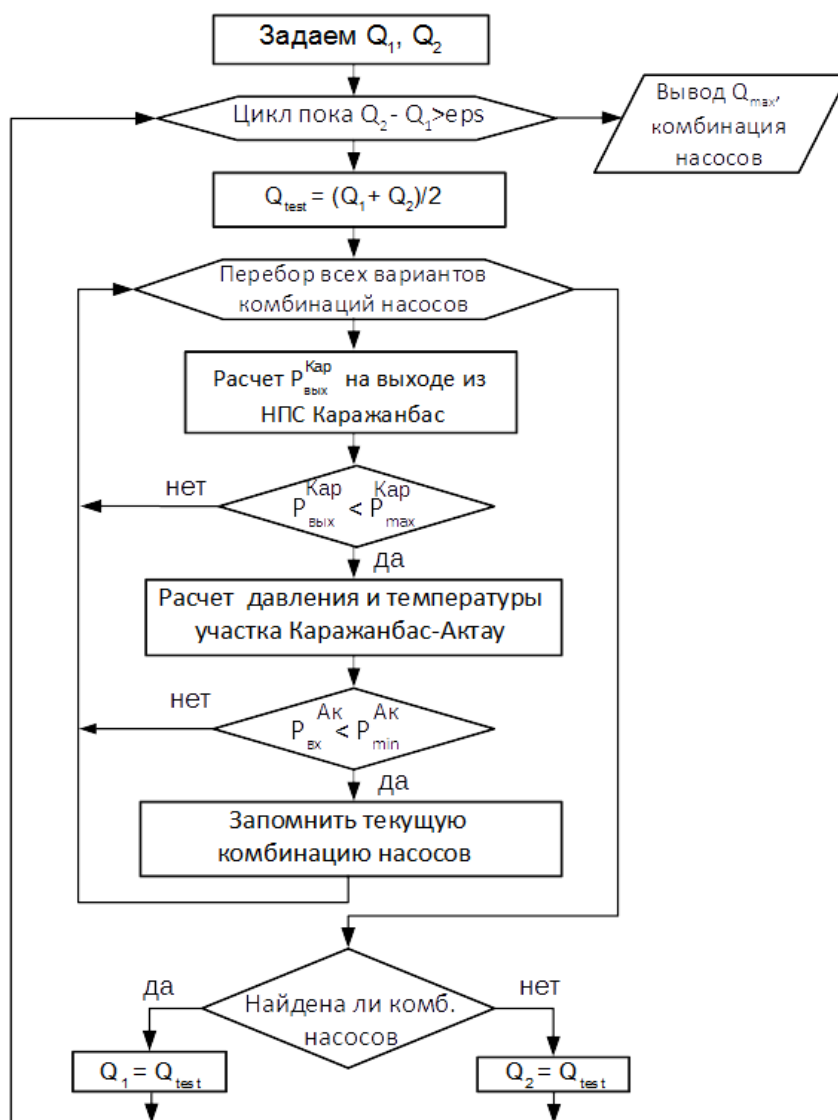 Задаем Q₁, Q₂
Цикл пока Q₂ - Q₁>eps
Вывод Qmax,
комбинация
насосов
Qtest = (Q₁ + Q₂)/2
Перебор всех вариантов
комбинаций насосов
Расчет PвыхКар на выходе из
НПС Каражанбас
нет
PвыхКар < PmaxКар
да
Расчет давления и температуры
участка Каражанбас-Актау
нет
PвхАк < PminАк
да
Запомнить текущую
комбинацию насосов
да
Найдена ли комб.
насосов
нет
Q₁ = Qtest
Q₂ = Qtest